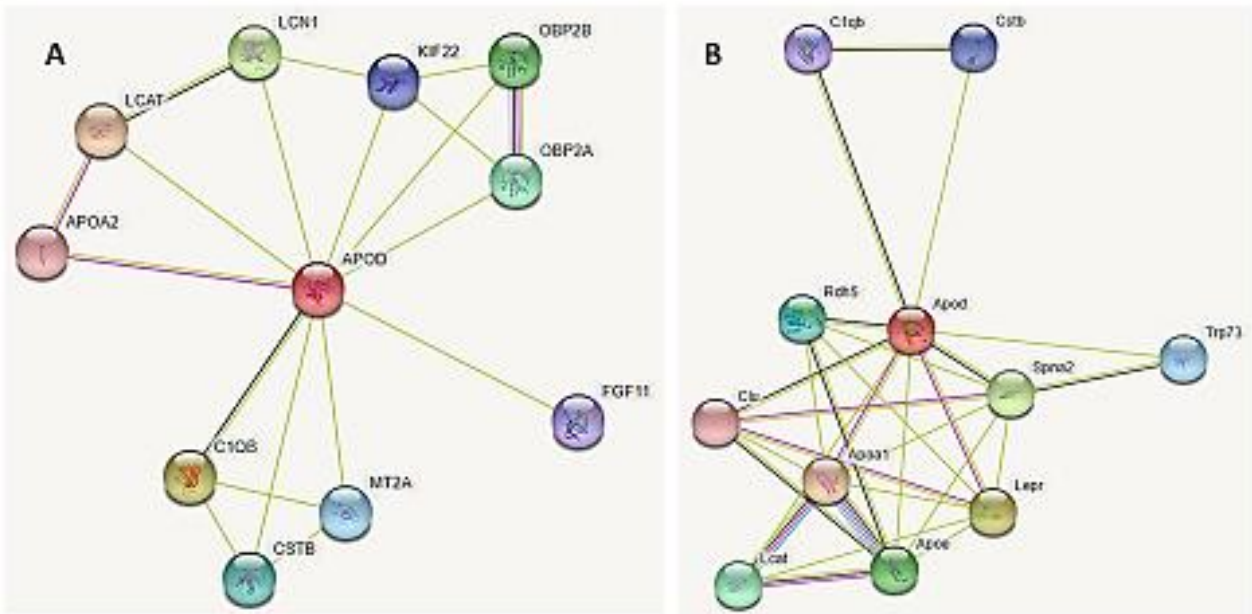 A
LCN1
KIF22
OBP2B
LCAT
OBP2A
APOA2
APOD
FGF11
C1QB
MT2A
CSTB
B
C1qb
Cstb
Rdh5
Apod
Trp73
Spna2
Clu
Apoa1
Lepr
Apoe
Lcat